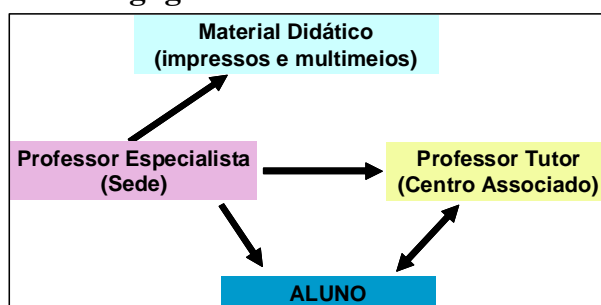 Material Didático
(impressos e multimeios)
Professor Especialista
(Sede)
Professor Tutor
(Centro Associado)
ALUNO